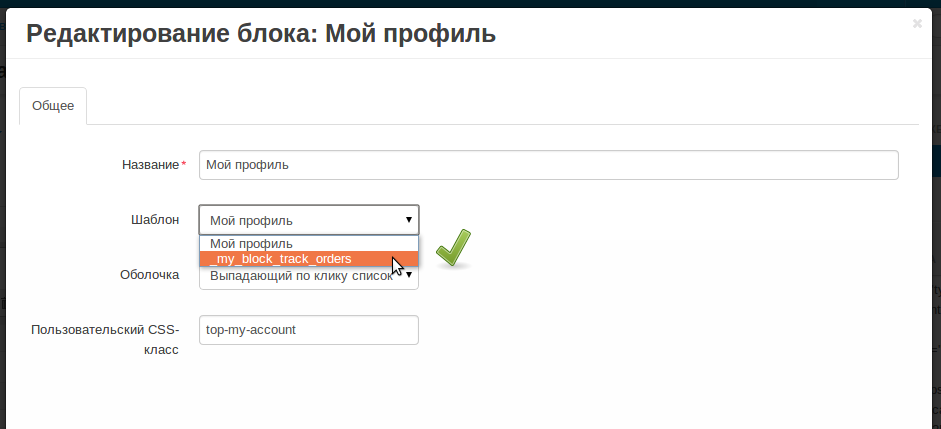 Редактирование блока: Мой профиль
×
Общее
Название*
Мой профиль
Шаблон
Мой профиль
Мой профиль
_my_block_track_orders
Оболочка
Выпадающий по клику список
Пользовательский CSS-
класс
top-my-account